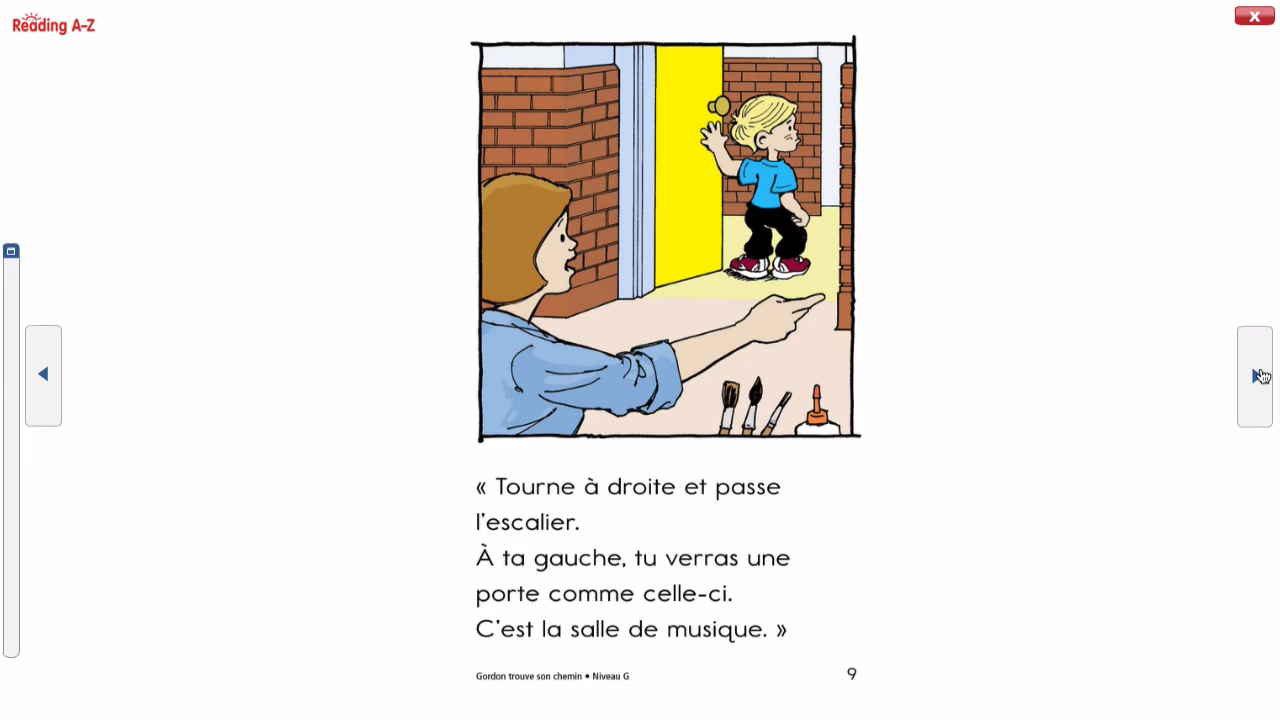 Reading A-Z
X
« Tourne à droite et passe
l'escalier.
À ta gauche, tu verras une
porte comme celle-ci.
C'est la salle de musique. »
Gordon trouve son chemin • Niveau G
9